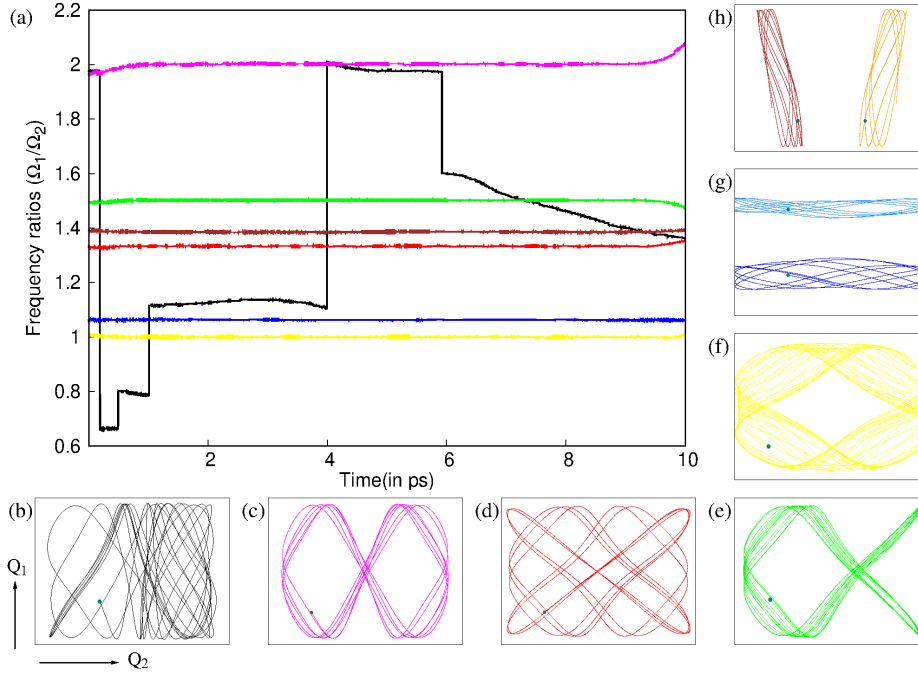 (a)
2.2
2
1.8
1.6
1.4
1.2
1
0.8
0.6
Frequency ratios (Ω₁/Ω₂)
2 4 6 8 10
Time(in ps)
(h)
(g)
(f)
(b) (c) (d) (e)
Q₁
Q₂